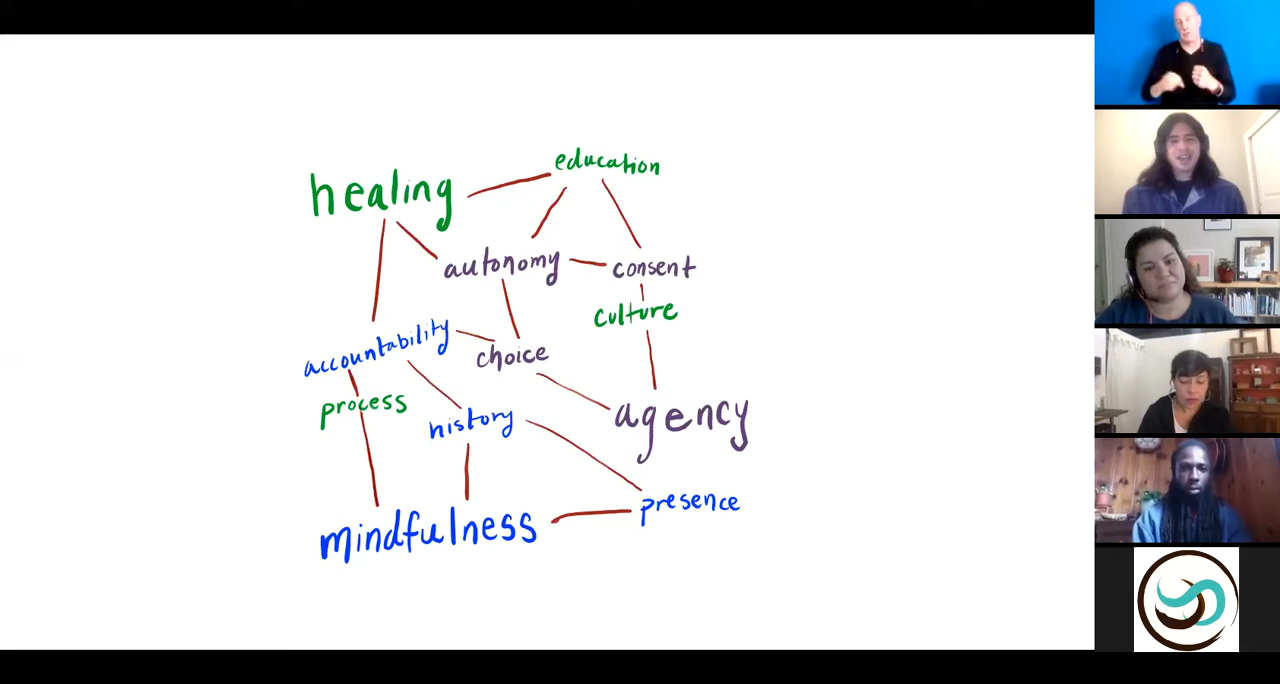 healing
education
autonomy
consent
culture
accountability
choice
process
history
agency
mindfulness
presence